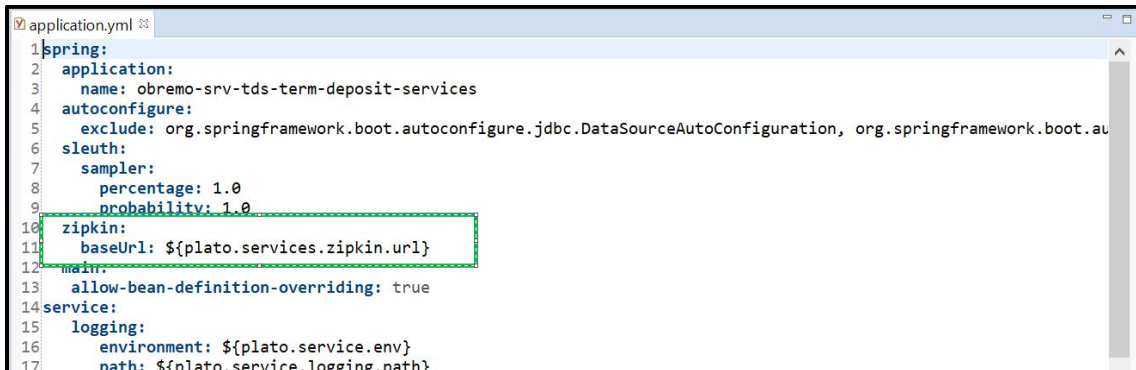 application.yml
1 spring:
2   application:
3     name: obremo-srv-tds-term-deposit-services
4   autoconfigure:
5     exclude: org.springframework.boot.autoconfigure.jdbc.DataSourceAutoConfiguration, org.springframework.boot.au
6   sleuth:
7     sampler:
8       percentage: 1.0
9       probability: 1.0
10   zipkin:
11     baseUrl: ${plato.services.zipkin.url}
12   main:
13    allow-bean-definition-overriding: true
14 service:
15    logging:
16       environment: ${plato.service.env}
17       path: ${plato.service.logging.path}